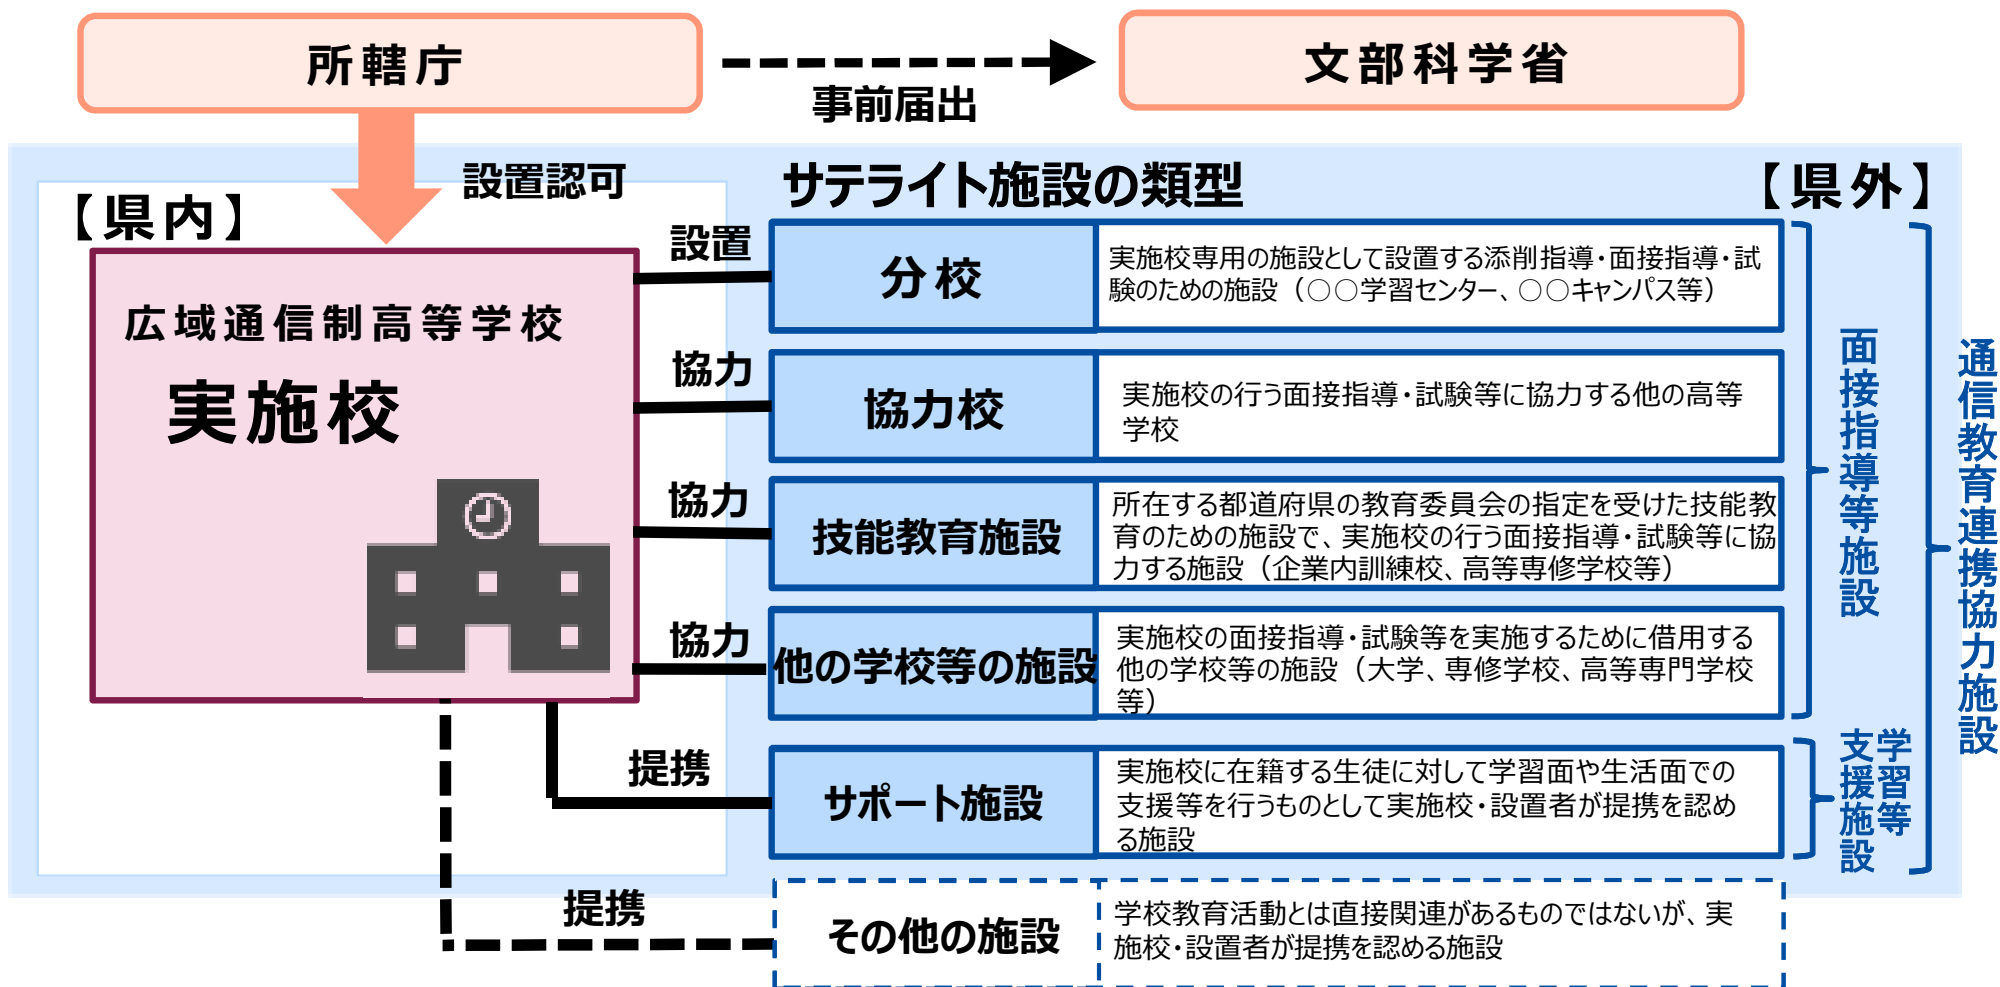 所轄庁
事前届出
文部科学省
設置認可
サテライト施設の類型
【県外】
【県内】
広域通信制高等学校
実施校
設置
分校
実施校専用の施設として設置する添削指導・面接指導・試
験のための施設（○○学習センター、○○キャンパス等）
協力
協力校
実施校の行う面接指導・試験等に協力する他の高等
学校
協力
技能教育施設
所在する都道府県の教育委員会の指定を受けた技能教
育のための施設で、実施校の行う面接指導・試験等に協
力する施設（企業内訓練校、高等専修学校等）
協力
他の学校等の施設
実施校の面接指導・試験等を実施するために借用する
他の学校等の施設（大学、専修学校、高等専門学校
等）
提携
サポート施設
実施校に在籍する生徒に対して学習面や生活面での
支援等を行うものとして実施校・設置者が提携を認め
る施設
提携
その他の施設
学校教育活動とは直接関連があるものではないが、実
施校・設置者が提携を認める施設
面接指導等施設
学習等
支援施設
通信教育連携協力施設